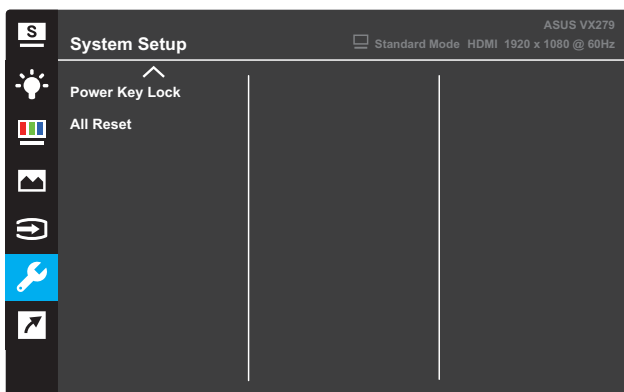 S
ASUS VX279
System Setup
Standard Mode HDMI 1920 x 1080 @ 60Hz
Power Key Lock
All Reset